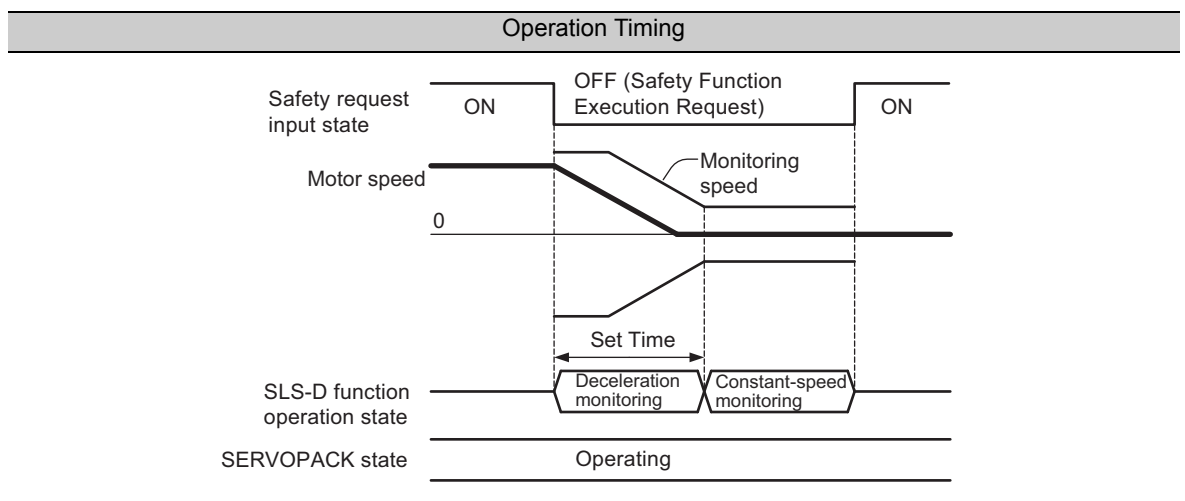 Operation Timing
Safety request
input state
ON
OFF (Safety Function
Execution Request)
ON
Motor speed
Monitoring
speed
0
Set Time
SLS-D function
operation state
Deceleration
monitoring
Constant-speed
monitoring
SERVOPACK state
Operating